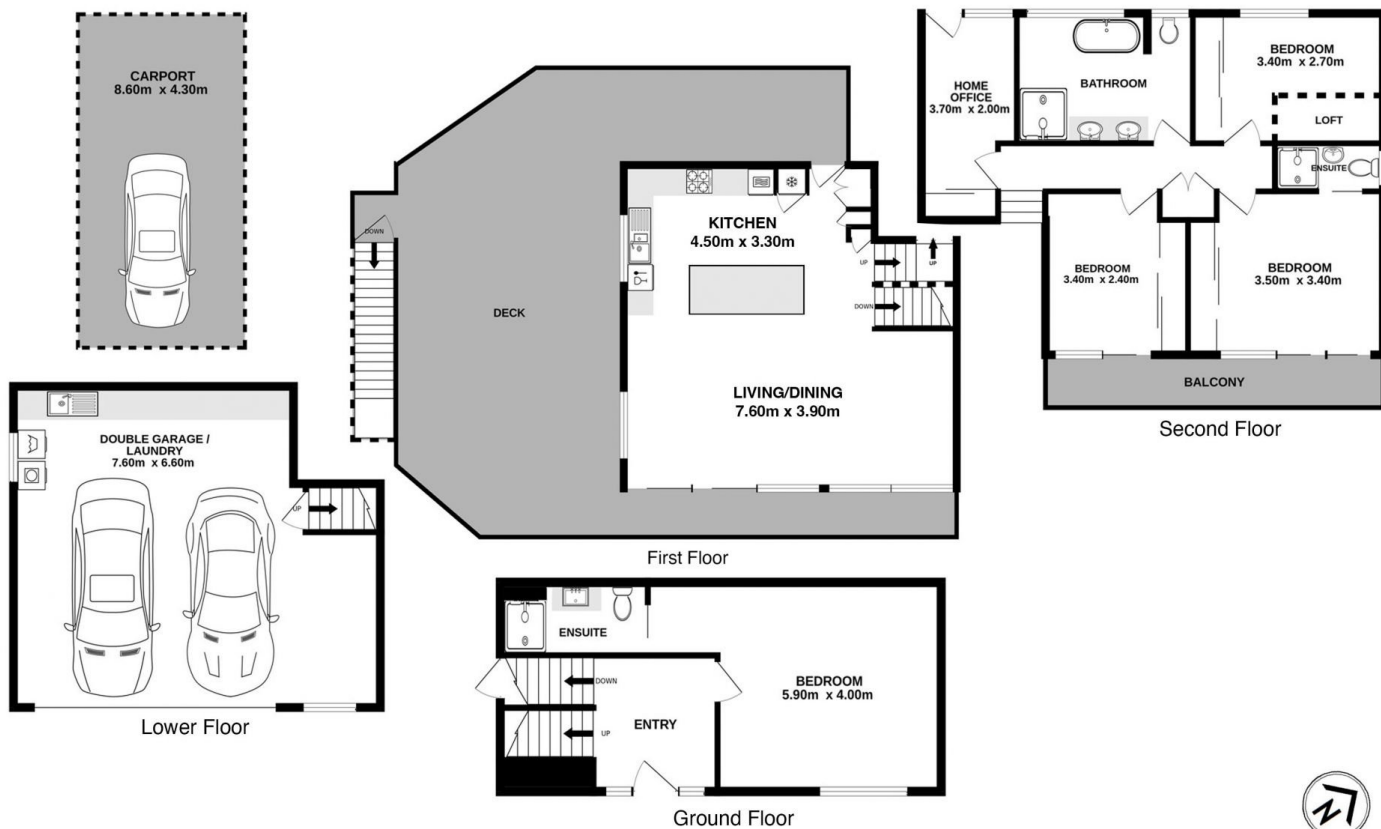 CARPORT
8.60m x 4.30m
DOUBLE GARAGE /
LAUNDRY
7.60m x 6.60m
UP
Lower Floor
DOWN
DECK
KITCHEN
4.50m x 3.30m
UP
UP
DOWN
LIVING/DINING
7.60m x 3.90m
First Floor
ENSUITE
DOWN
UP
ENTRY
BEDROOM
5.90m x 4.00m
Ground Floor
HOME
OFFICE
3.70m x 2.00m
BATHROOM
BEDROOM
3.40m x 2.70m
LOFT
ENSUITE
BEDROOM
3.40m x 2.40m
BEDROOM
3.50m x 3.40m
BALCONY
Second Floor
N